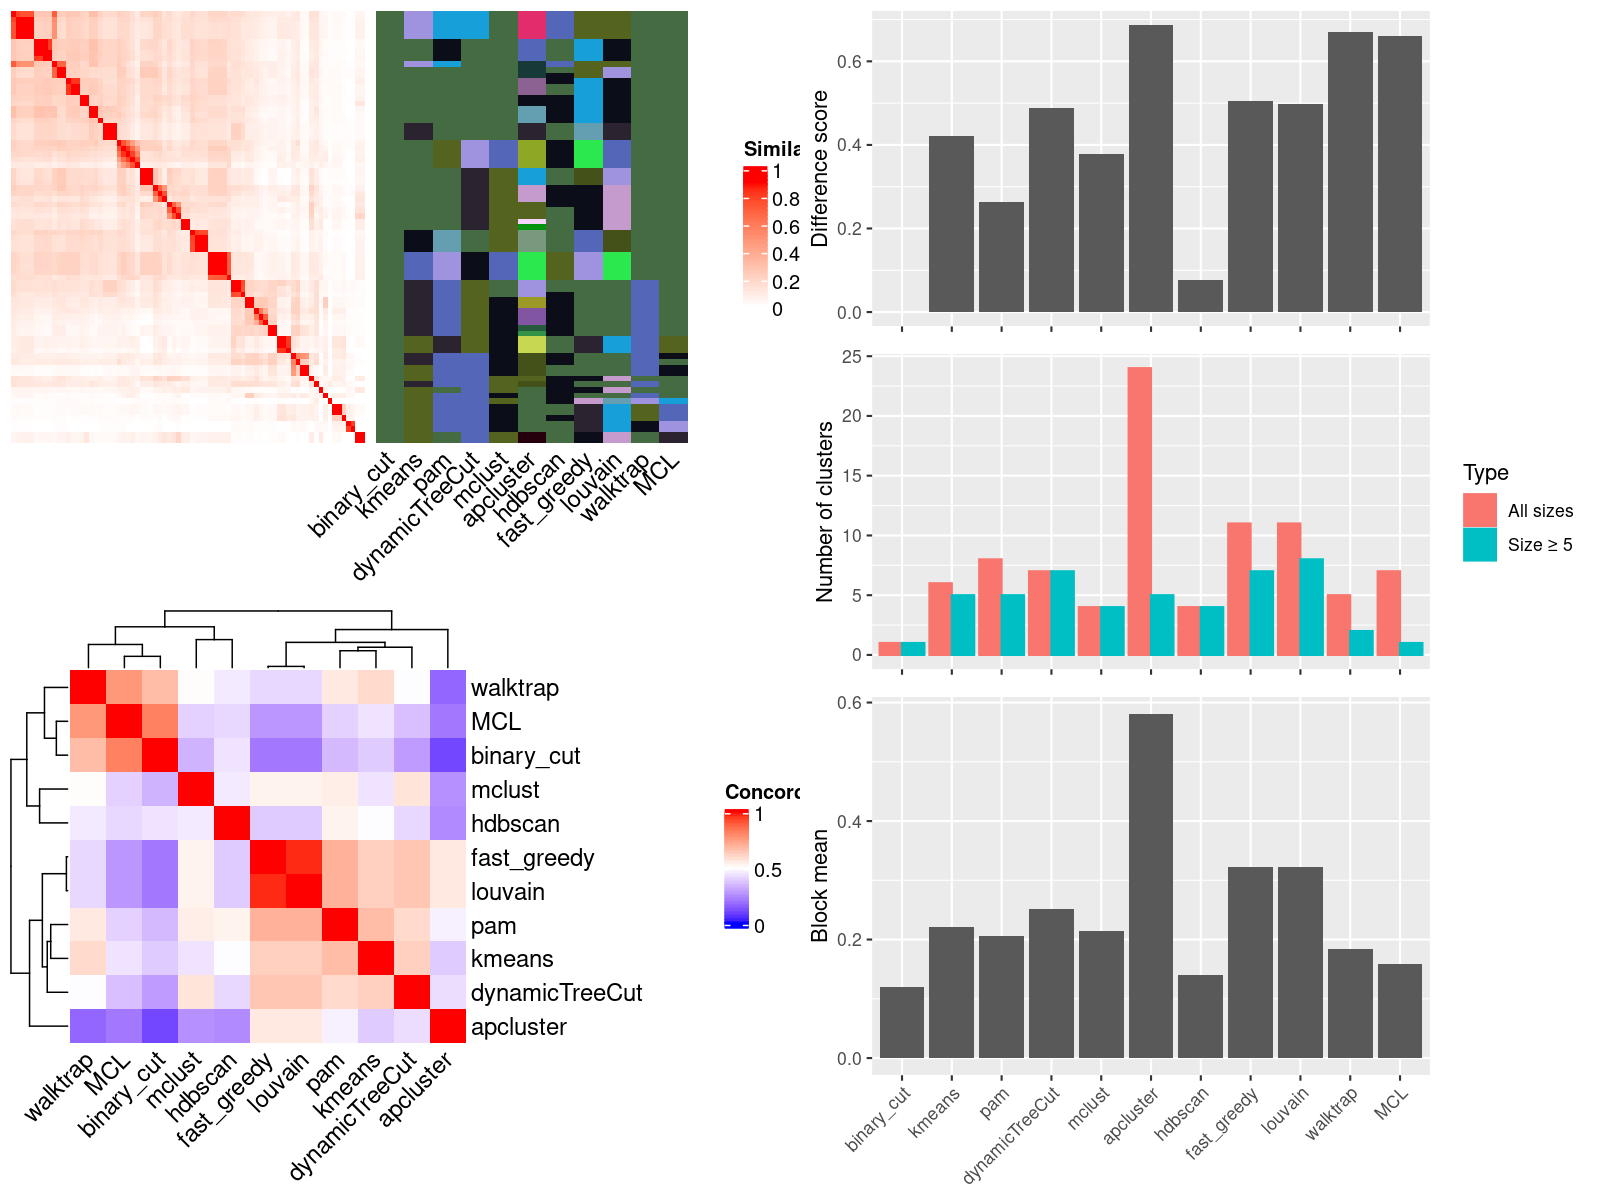 Simila
1
0.8
0.6
0.4
0.2
0
binary_cut
kmeans
pam
dynamicTreeCut
mclust
apcluster
hdbscan
fast_greedy
louvain
walktrap
MCL
walktrap
MCL
binary_cut
mclust
hdbscan
fast_greedy
louvain
pam
kmeans
dynamicTreeCut
apcluster
walktrap
MCL
binary_cut
mclust
hdbscan
fast_greedy
louvain
pam
kmeans
dynamicTreeCut
apcluster
Concord
1
0.5
0
Difference score
0.6
0.4
0.2
0.0
Number of clusters
25
20
15
10
5
0
Type
All sizes
Size ≥ 5
Block mean
0.6
0.4
0.2
0.0
binary_cut
kmeans
pam
dynamicTreeCut
mclust
apcluster
hdbscan
fast_greedy
louvain
walktrap
MCL